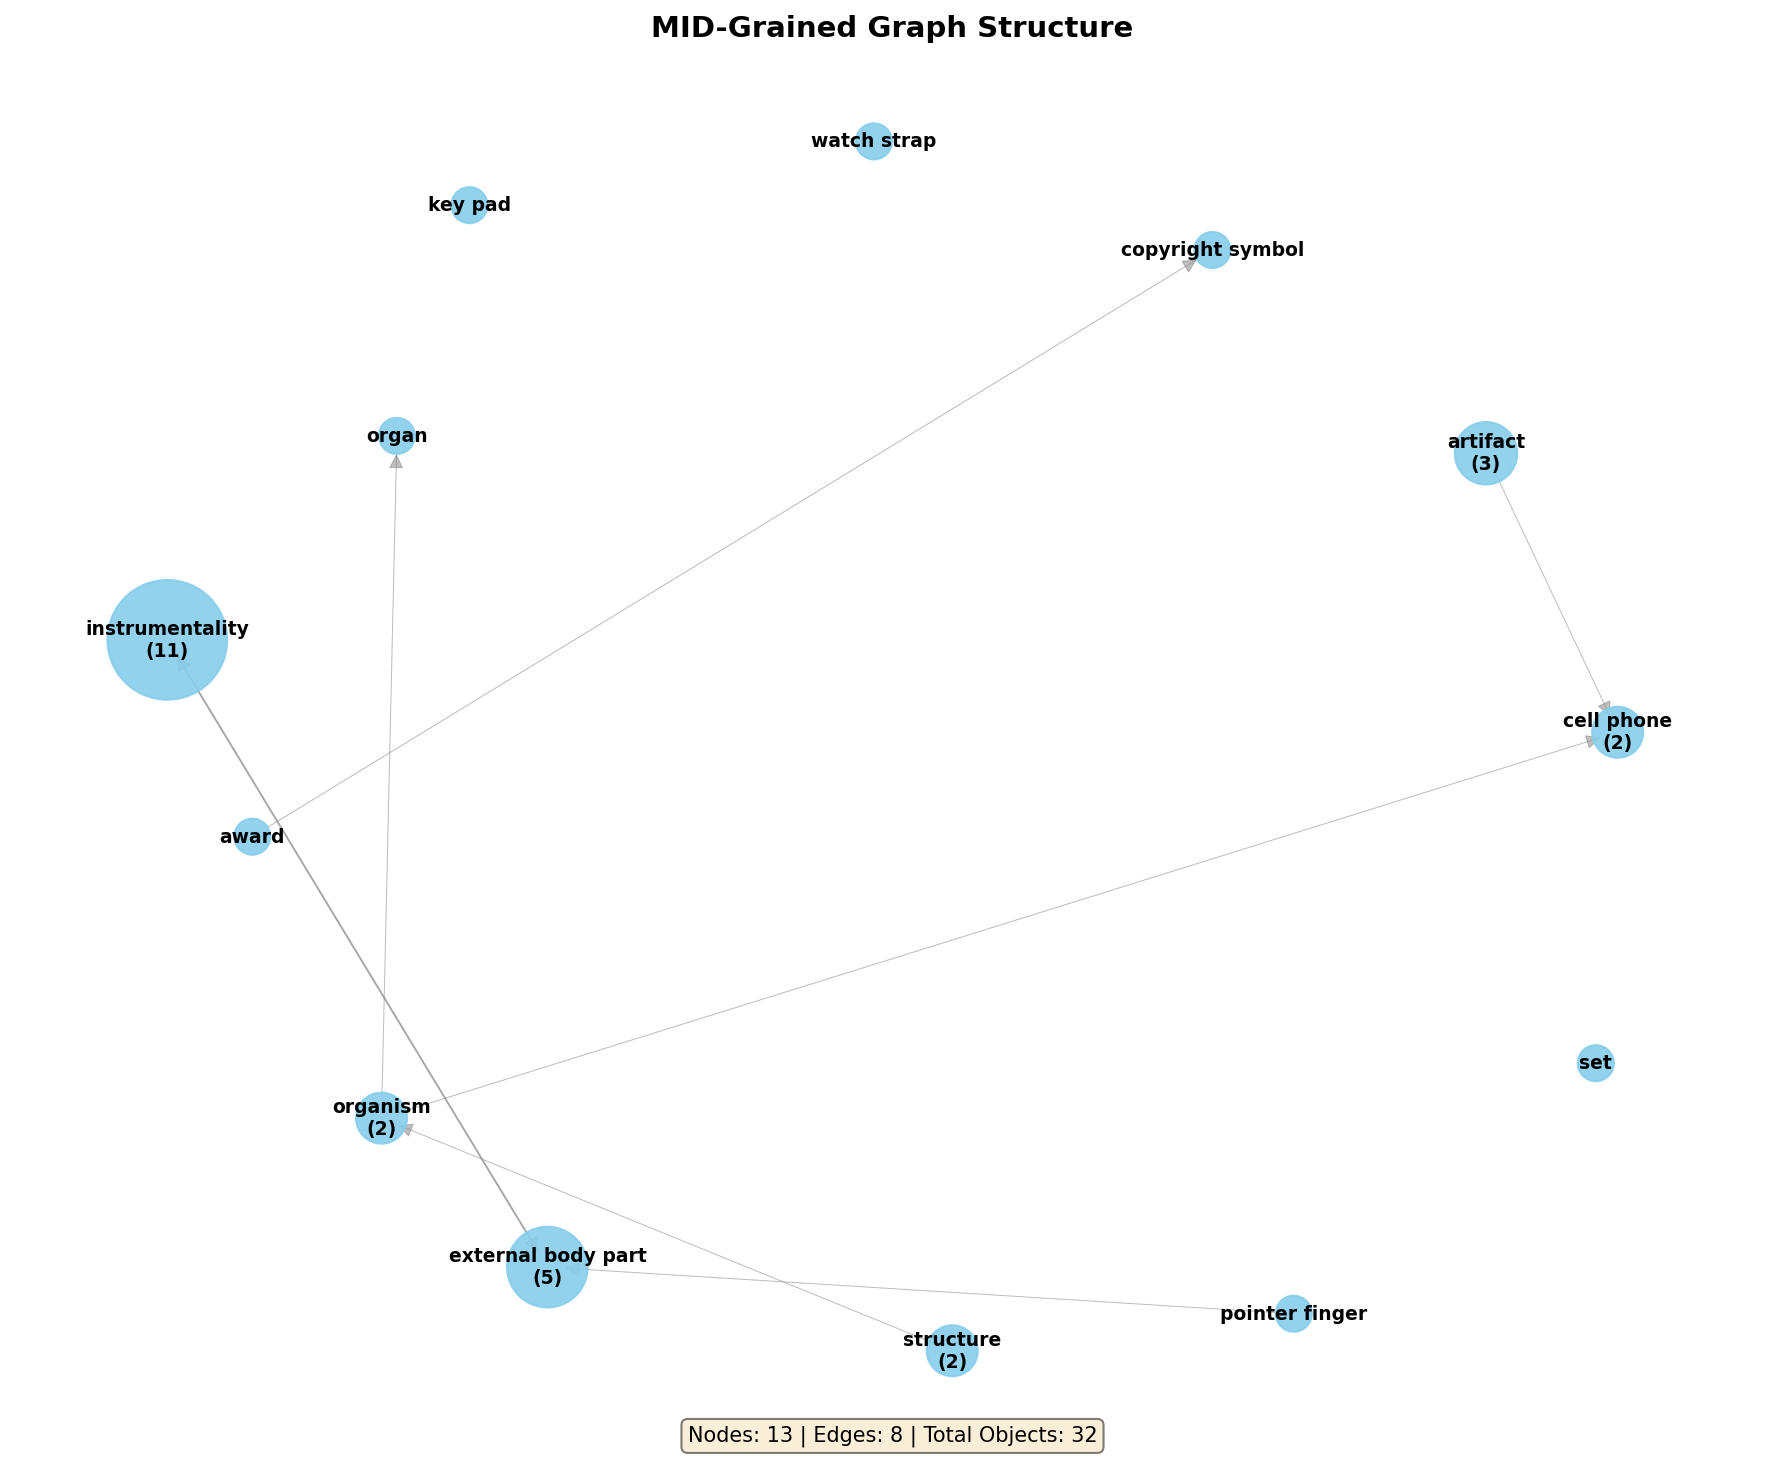 MID-Grained Graph Structure
watch strap
key pad
copyright symbol
organ
artifact
(3)
instrumentality
(11)
cell phone
(2)
award
set
organism
(2)
external body part
(5)
pointer finger
structure
(2)
Nodes: 13 | Edges: 8 | Total Objects: 32